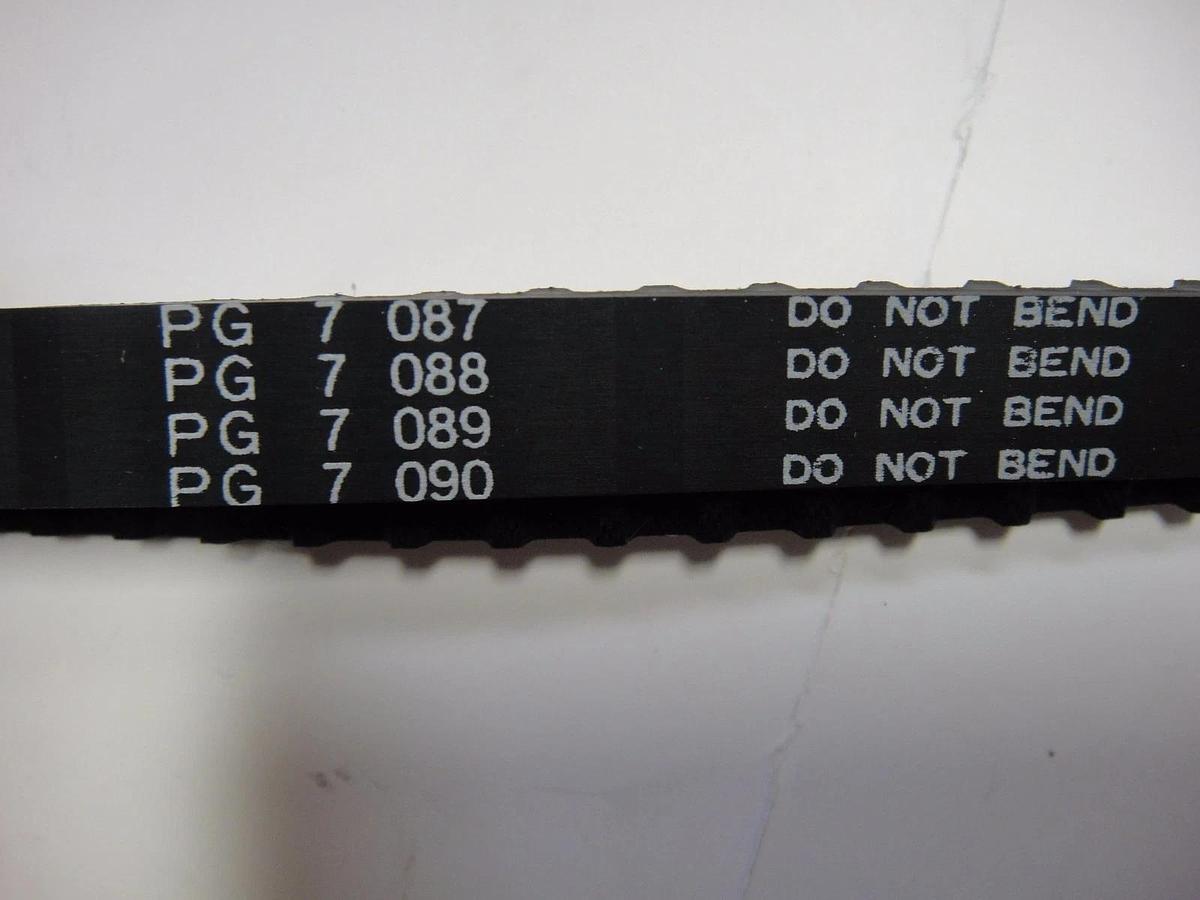 PG 7 087 DO NOT BEND
PG 7 088 DO NOT BEND
PG 7 089 DO NOT BEND
PG 7 090 DO NOT BEND